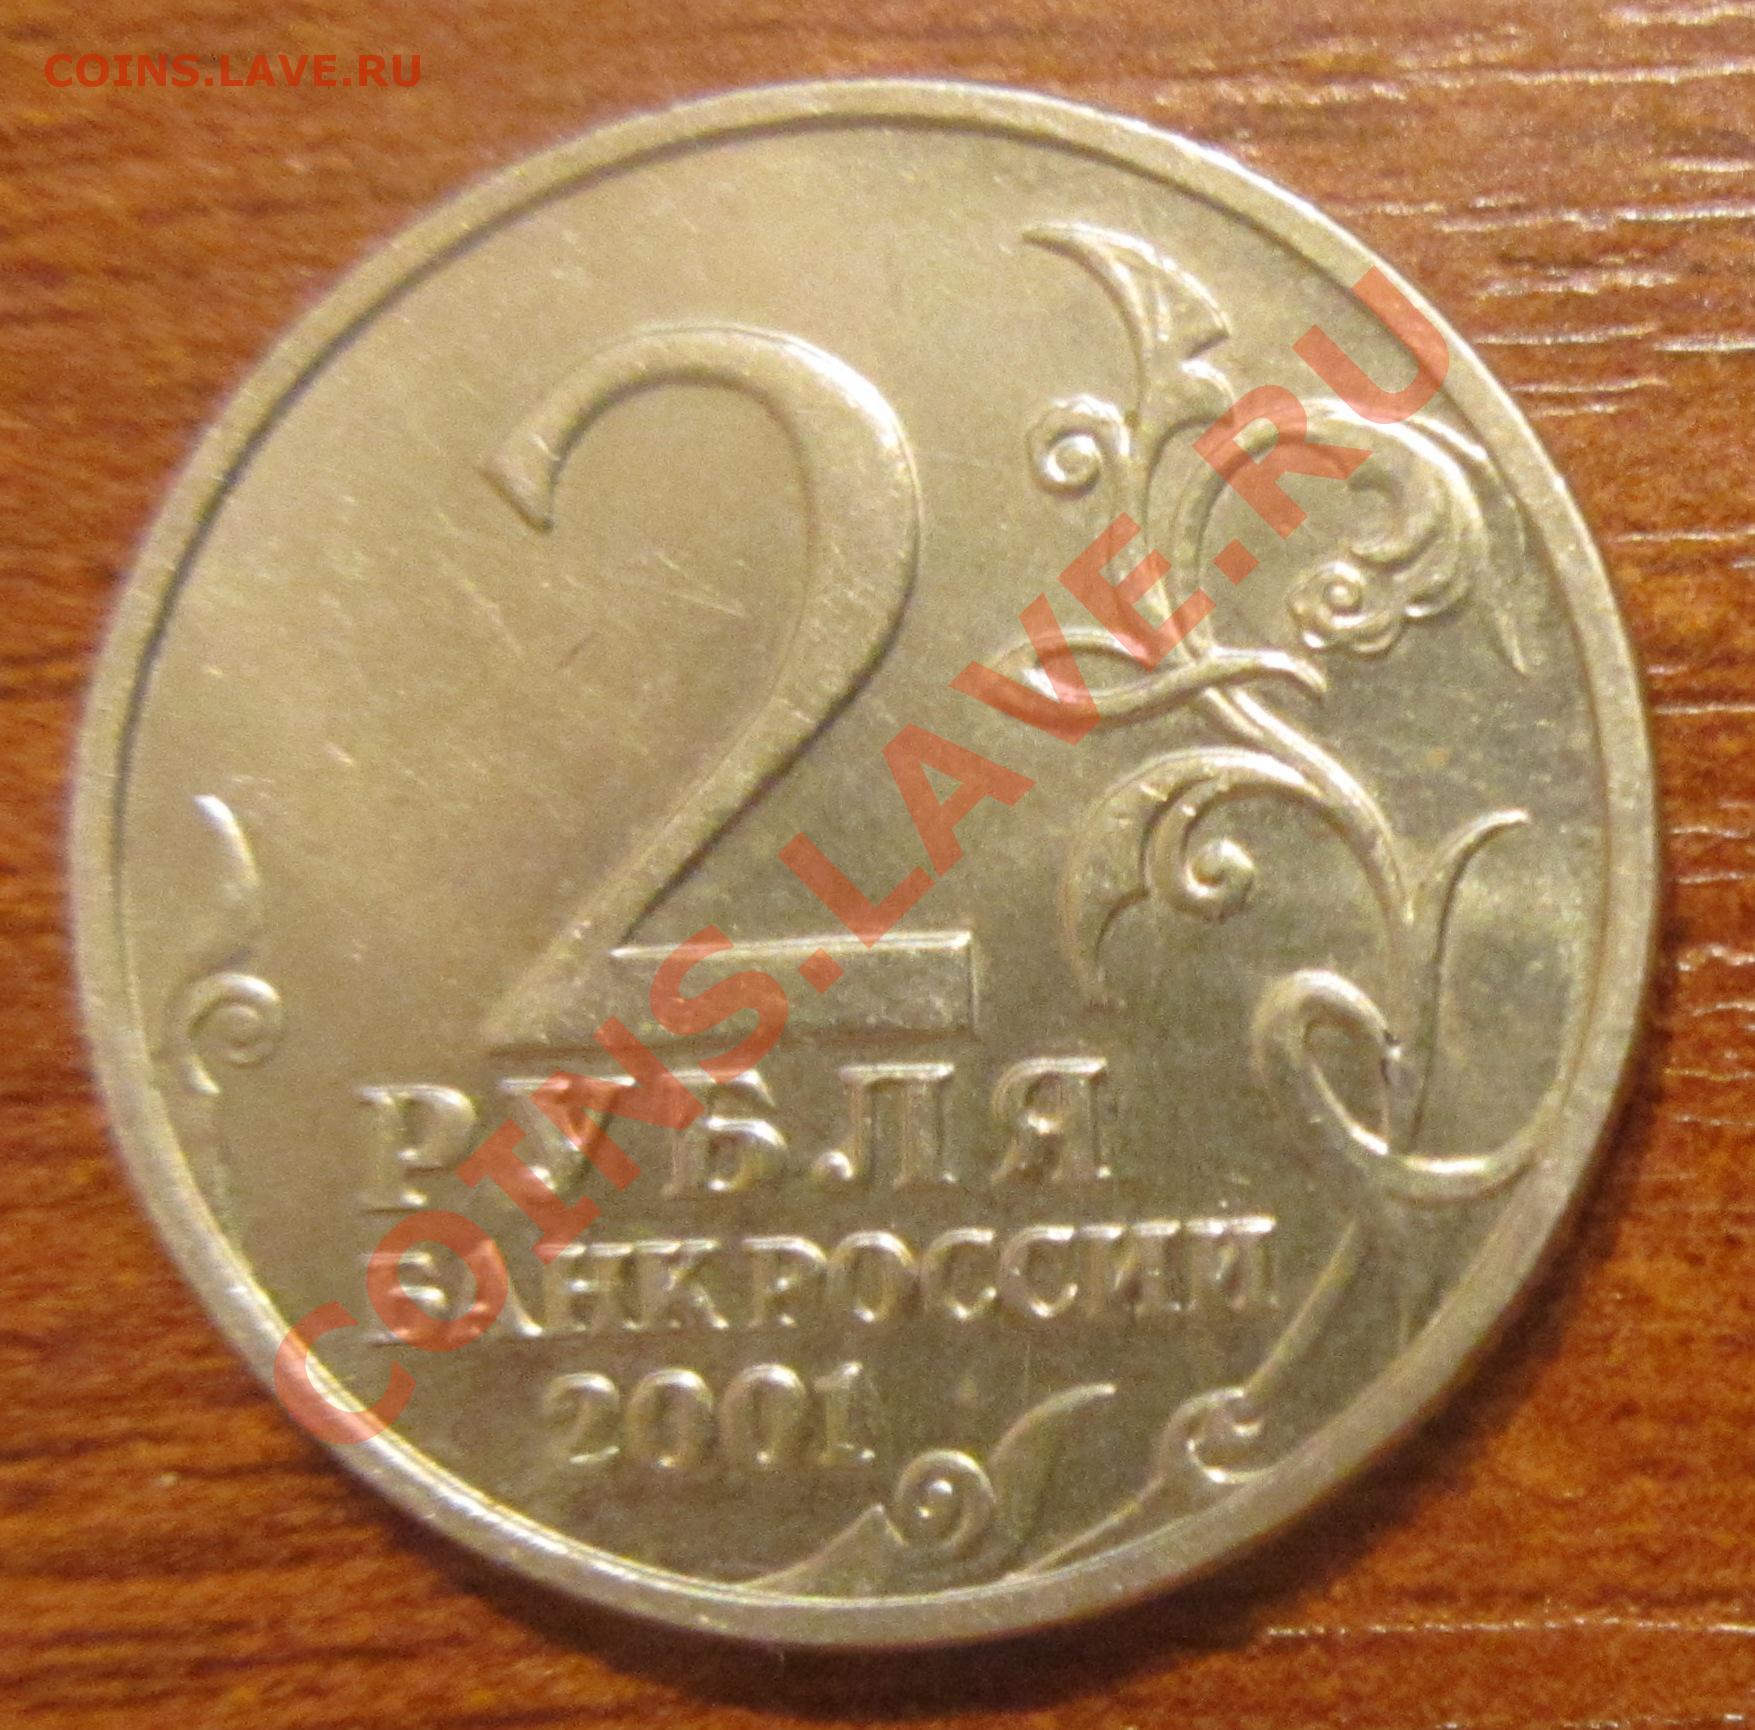 COINS.LAVE.RU
2
РУБЛЯ
БАНК РОССИИ
2001
COINS.LAVE.RU